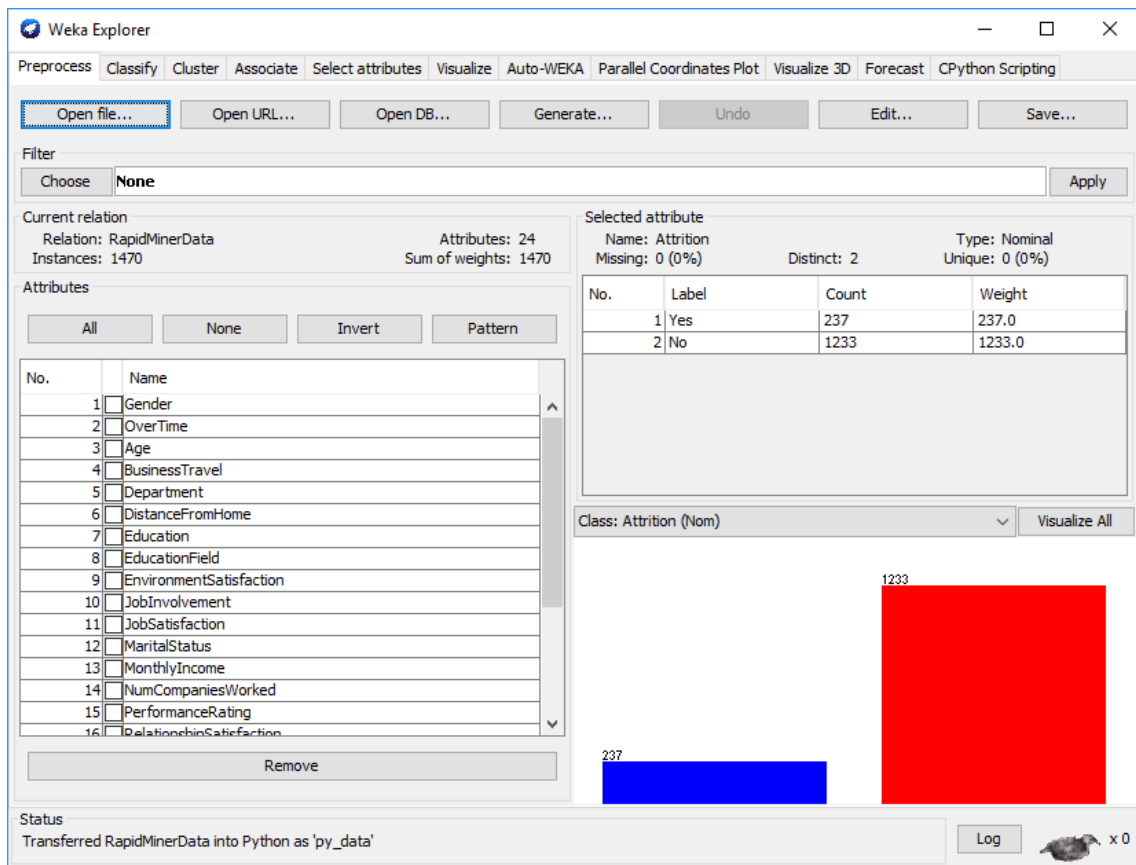 Weka Explorer
Preprocess Classify Cluster Associate Select attributes Visualize Auto-WEKA Parallel Coordinates Plot Visualize 3D Forecast CPython Scripting
Open file... Open URL... Open DB... Generate... Undo Edit... Save...
Filter
Choose None Apply
Current relation
Relation: RapidMinerData Attributes: 24
Instances: 1470 Sum of weights: 1470
Attributes
All None Invert Pattern
No. Name
1 Gender
2 OverTime
3 Age
4 BusinessTravel
5 Department
6 DistanceFromHome
7 Education
8 EducationField
9 EnvironmentSatisfaction
10 JobInvolvement
11 JobSatisfaction
12 MaritalStatus
13 MonthlyIncome
14 NumCompaniesWorked
15 PerformanceRating
16 RelationshipSatisfaction
Remove
Selected attribute
Name: Attrition Type: Nominal
Missing: 0 (0%) Distinct: 2 Unique: 0 (0%)
No. Label Count Weight
1 Yes 237 237.0
2 No 1233 1233.0
Class: Attrition (Nom) Visualize All
1233
237
Status
Transferred RapidMinerData into Python as 'py_data'
Log x 0